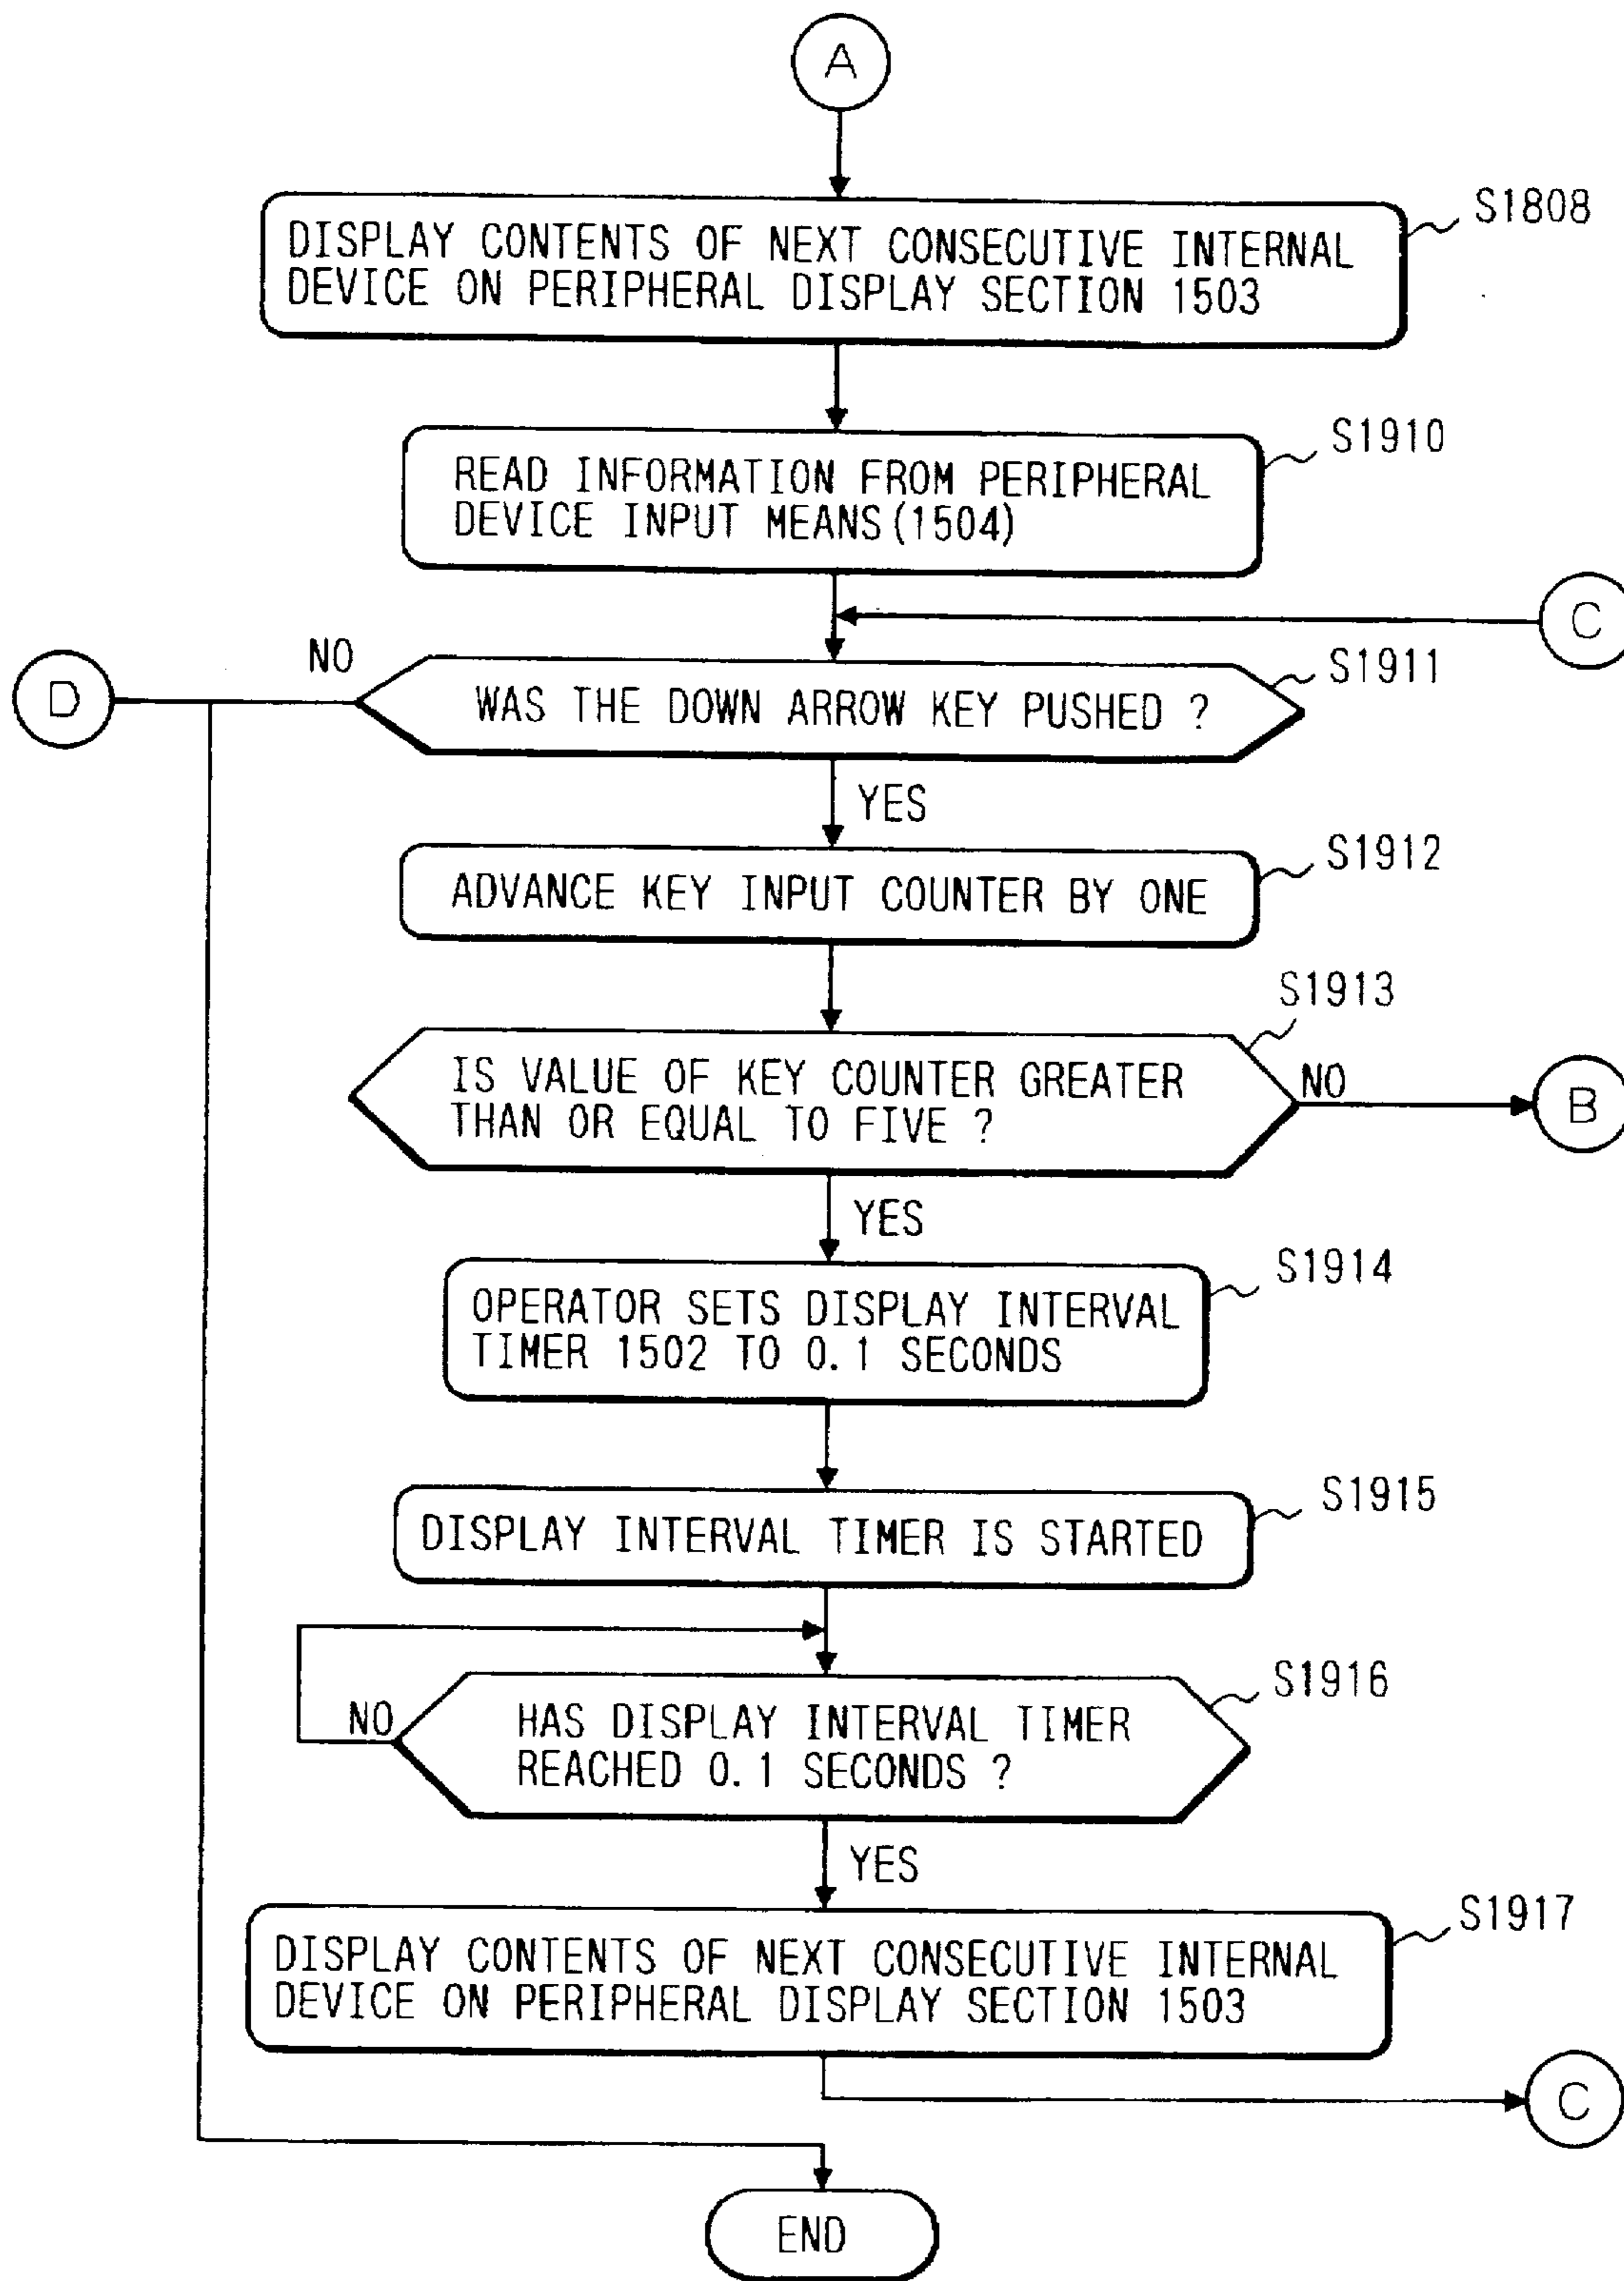 A
S1808
DISPLAY CONTENTS OF NEXT CONSECUTIVE INTERNAL
DEVICE ON PERIPHERAL DISPLAY SECTION 1503
S1910
READ INFORMATION FROM PERIPHERAL
DEVICE INPUT MEANS(1504)
C
D
NO
S1911
WAS THE DOWN ARROW KEY PUSHED ?
YES
S1912
ADVANCE KEY INPUT COUNTER BY ONE
S1913
IS VALUE OF KEY COUNTER GREATER
THAN OR EQUAL TO FIVE ?
NO
B
YES
S1914
OPERATOR SETS DISPLAY INTERVAL
TIMER 1502 TO 0.1 SECONDS
S1915
DISPLAY INTERVAL TIMER IS STARTED
S1916
NO
HAS DISPLAY INTERVAL TIMER
REACHED 0.1 SECONDS ?
YES
S1917
DISPLAY CONTENTS OF NEXT CONSECUTIVE INTERNAL
DEVICE ON PERIPHERAL DISPLAY SECTION 1503
C
END